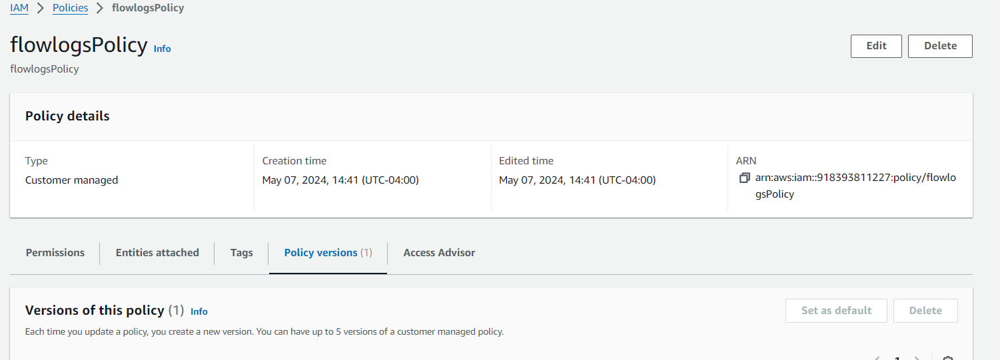 IAM > Policies > flowlogsPolicy
flowlogsPolicy Info
Edit
Delete
flowlogsPolicy
Policy details
Type
Customer managed
Creation time
May 07, 2024, 14:41 (UTC-04:00)
Edited time
May 07, 2024, 14:41 (UTC-04:00)
ARN
arn:aws:iam::918393811227:policy/flowlo
gsPolicy
Permissions
Entities attached
Tags
Policy versions (1)
Access Advisor
Versions of this policy (1) Info
Set as default
Delete
Each time you update a policy, you create a new version. You can have up to 5 versions of a customer managed policy.
1